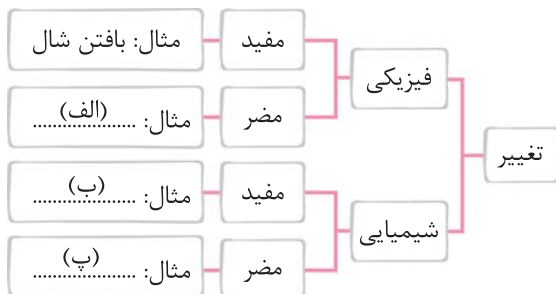 تغییر
فیزیکی
مفید
مثال: بافتن شال
مضر
مثال: ......(الف)......
شیمیایی
مفید
مثال: ......(ب)......
مضر
مثال: ......(پ)......